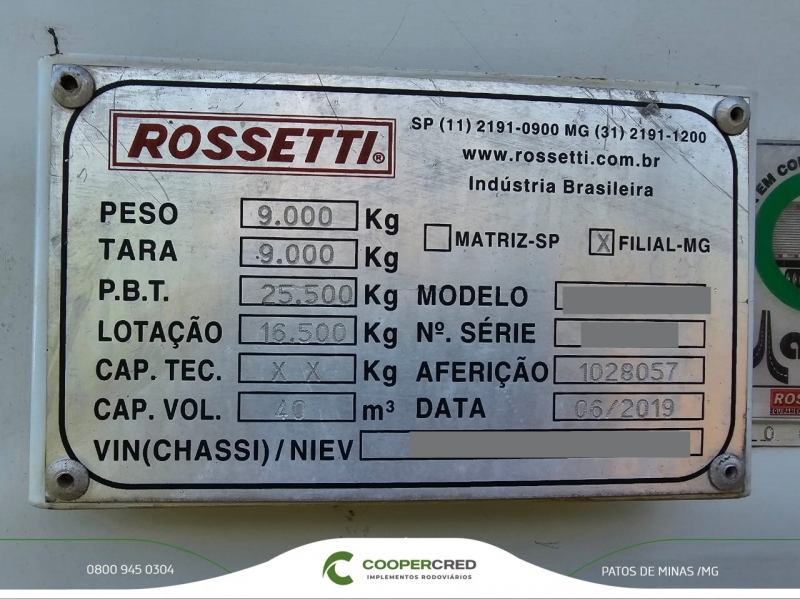 ROSSETTI®
SP (11) 2191-0900 MG (31) 2191-1200
www.rossetti.com.br
Indústria Brasileira
PESO 9.000 Kg
TARA 9.000 Kg
MATRIZ-SP X FILIAL-MG
P.B.T. 25.500 Kg MODELO
LOTAÇÃO 16.500 Kg Nº. SÉRIE
CAP. TEC. X X Kg AFERIÇÃO 1028057
CAP. VOL. 40 m³ DATA 06/2019
VIN(CHASSI)/NIEV
0800 945 0304
COOPERCRED
IMPLEMENTOS RODOVIÁRIOS
PATOS DE MINAS /MG